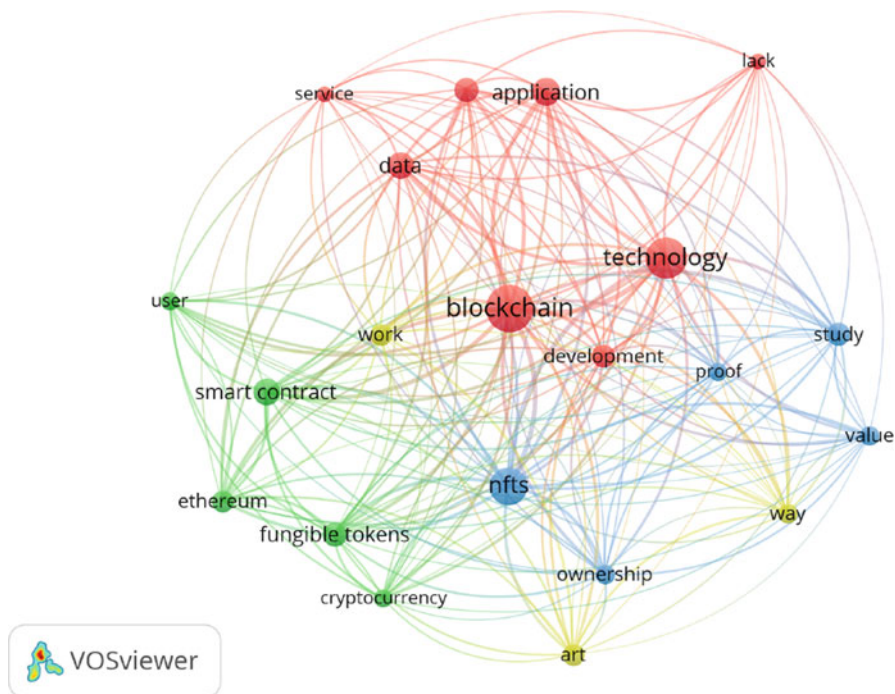 lack
service
application
data
technology
user
blockchain
work
study
development
proof
smart contract
value
nfts
ethereum
way
fungible tokens
ownership
cryptocurrency
art
VOSviewer